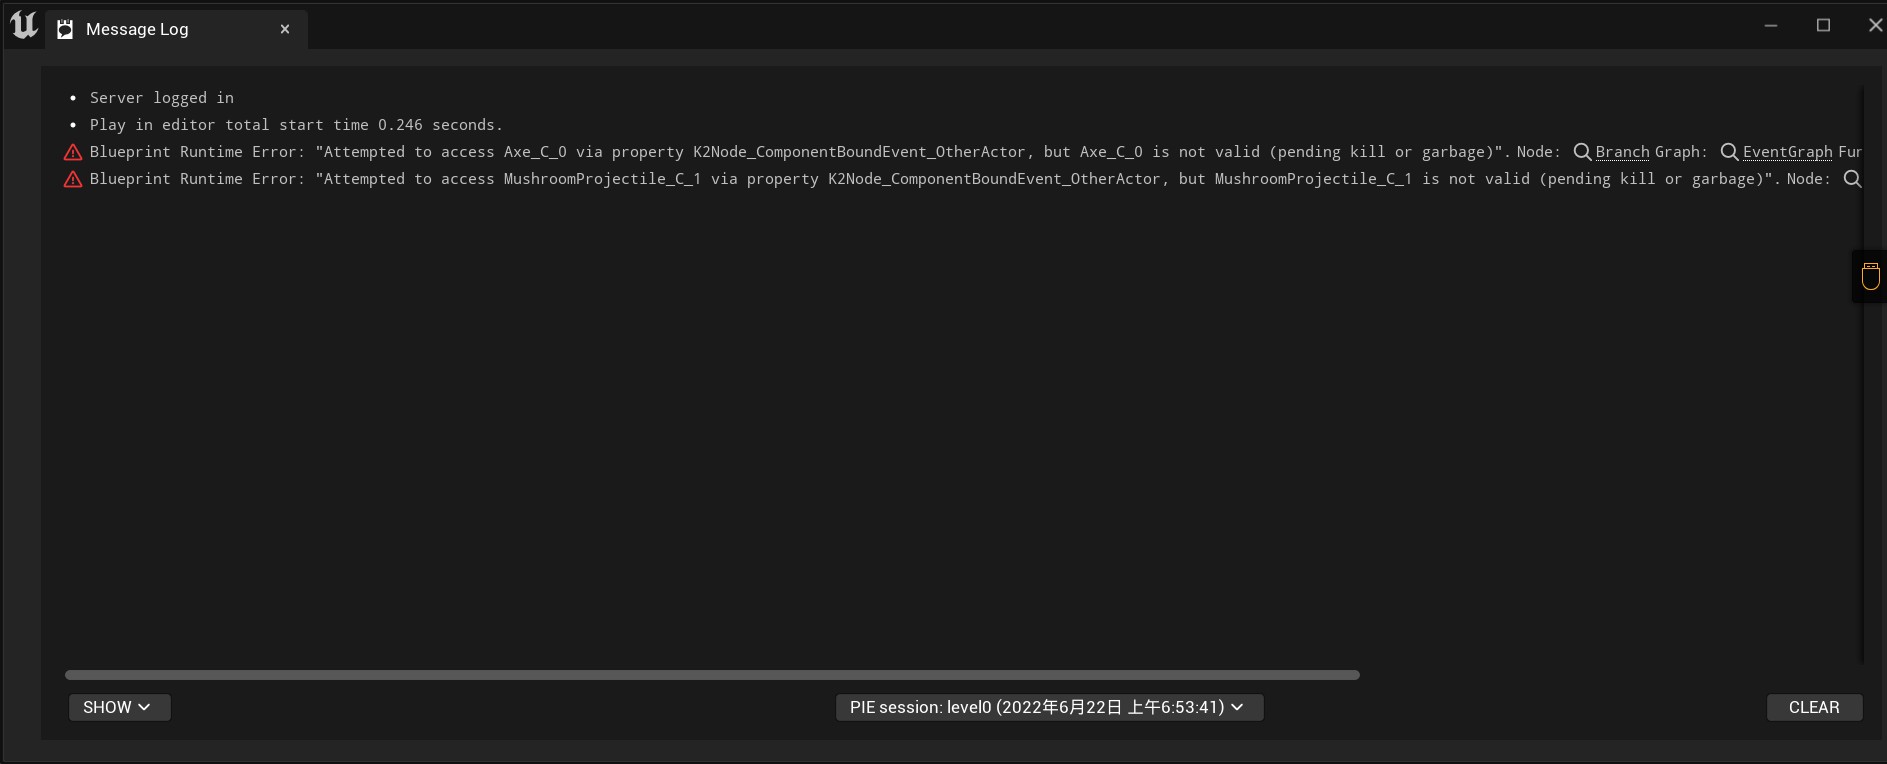 Message Log
Server logged in
Play in editor total start time 0.246 seconds.
Blueprint Runtime Error: "Attempted to access Axe_C_0 via property K2Node_ComponentBoundEvent_OtherActor, but Axe_C_0 is not valid (pending kill or garbage)". Node: Branch Graph: EventGraph Fur
Blueprint Runtime Error: "Attempted to access MushroomProjectile_C_1 via property K2Node_ComponentBoundEvent_OtherActor, but MushroomProjectile_C_1 is not valid (pending kill or garbage)". Node:
SHOW
PIE session: level0 (2022年6月22日 上午6:53:41)
CLEAR